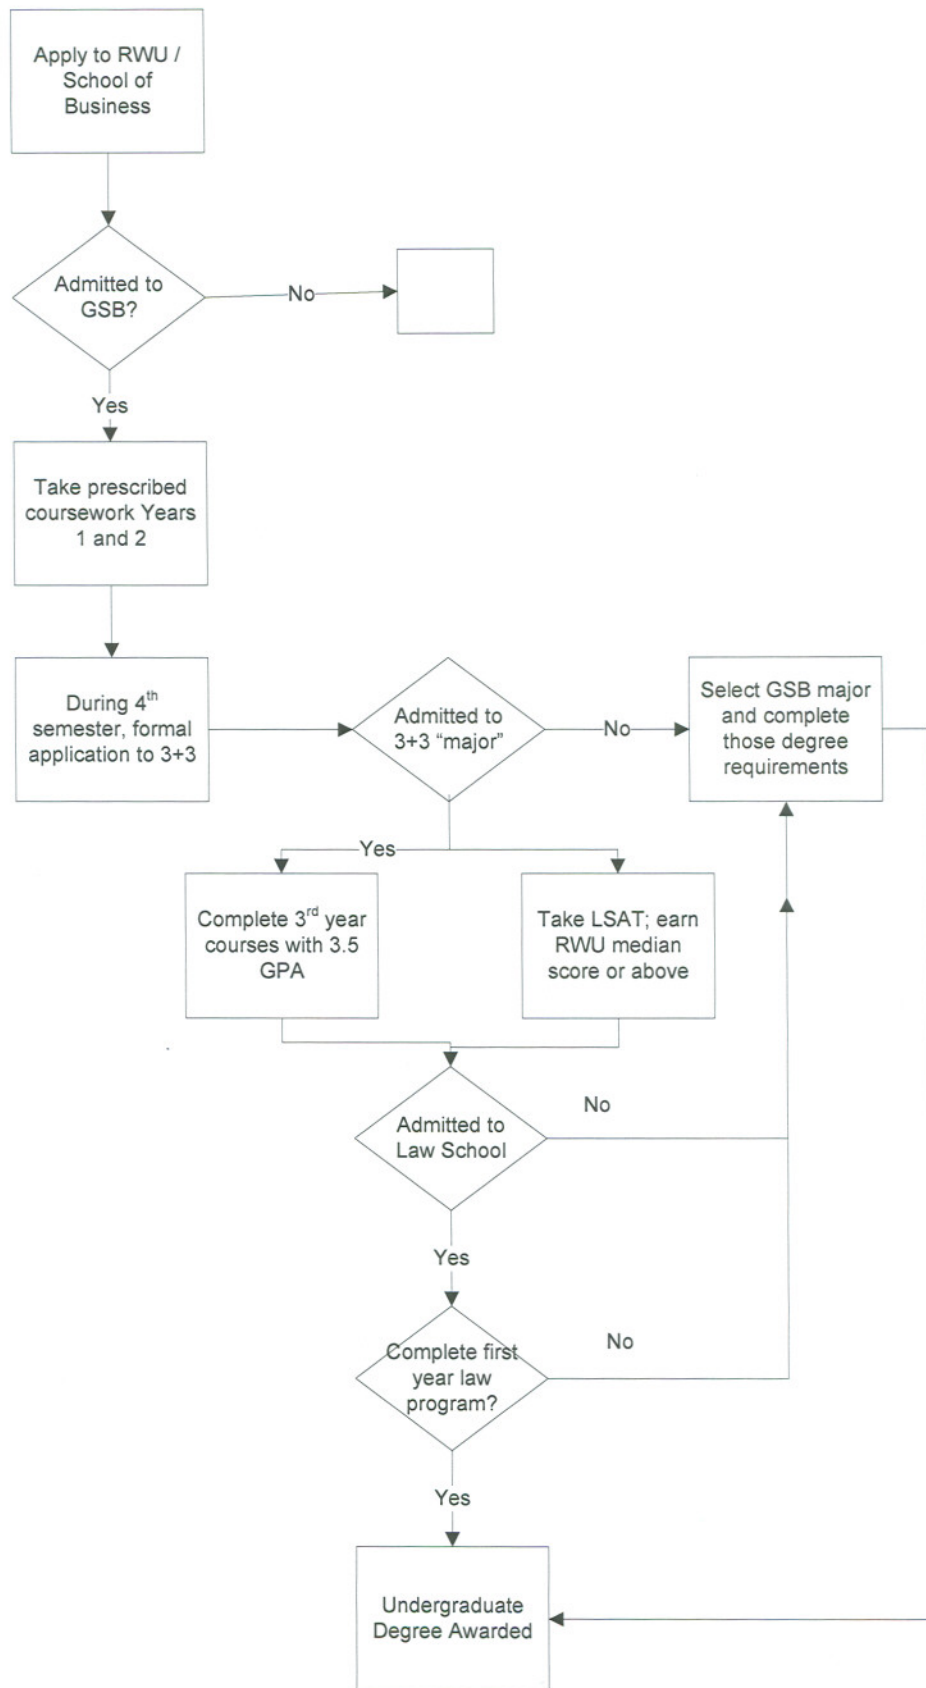 Apply to RWU /
School of
Business
Admitted to
GSB?
No
Yes
Take prescribed
coursework Years
1 and 2
During 4th
semester, formal
application to 3+3
Admitted to
3+3 “major”
No
Select GSB major
and complete
those degree
requirements
Yes
Complete 3rd year
courses with 3.5
GPA
Take LSAT; earn
RWU median
score or above
Admitted to
Law School
No
Yes
Complete first
year law
program?
No
Yes
Undergraduate
Degree Awarded